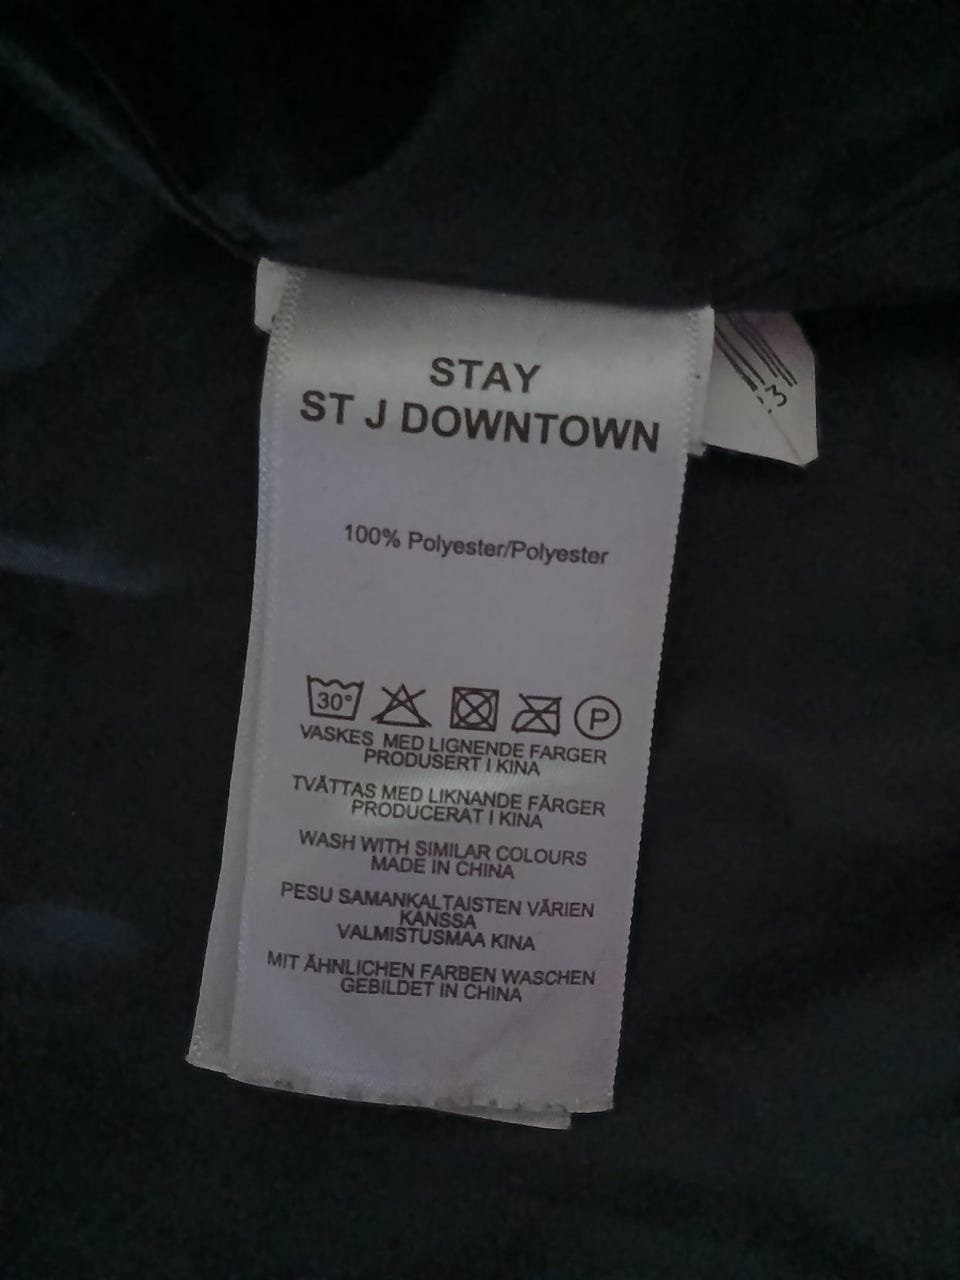 STAY
ST J DOWNTOWN
100% Polyester/Polyester
30°
P
VASKES MED LIGNENDE FARGER
PRODUSERT I KINA
TVÄTTAS MED LIKNANDE FÄRGER
PRODUCERAT I KINA
WASH WITH SIMILAR COLOURS
MADE IN CHINA
PESU SAMANKALTAISTEN VÄRIEN
KANSSA
VALMISTUSMAA KINA
MIT ÄHNLICHEN FARBEN WASCHEN
GEBILDET IN CHINA